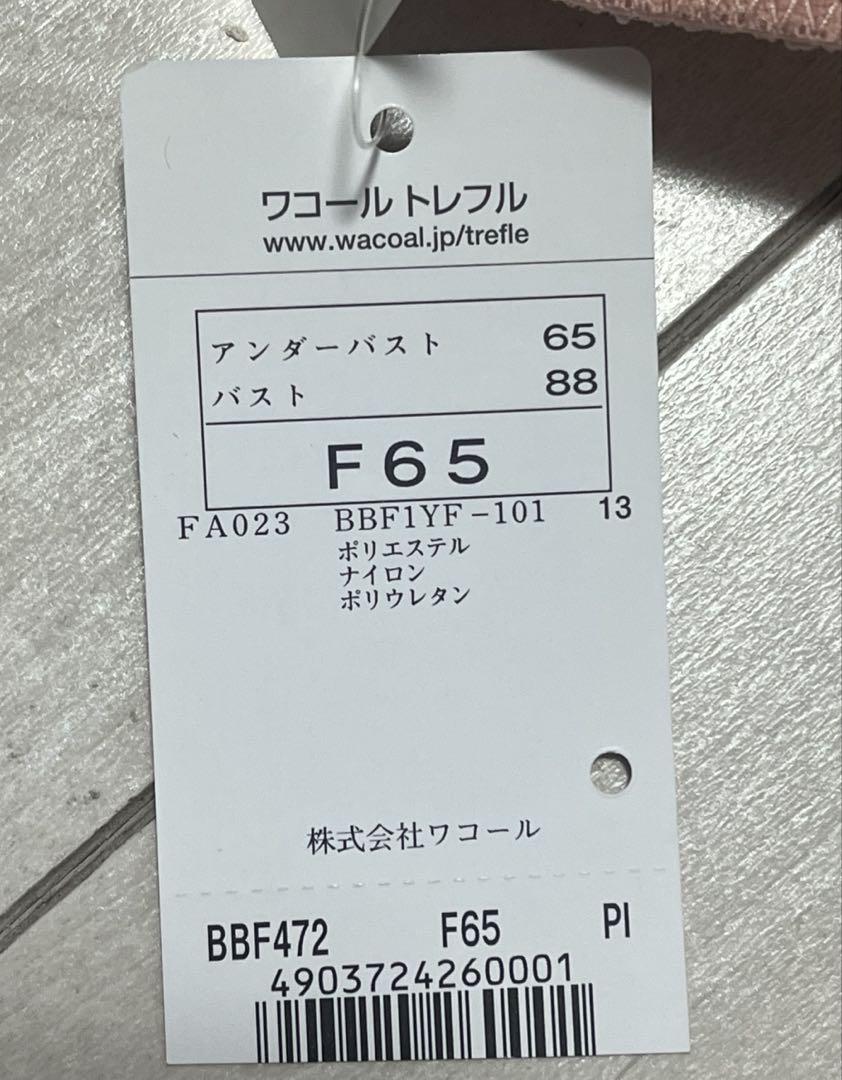 ワコール トレフル
www.wacoal.jp/trefle
アンダーバスト 65
バスト 88
F65
FA023 BBF1YF-101 13
ポリエステル
ナイロン
ポリウレタン
株式会社ワコール
BBF472 F65 PI
4903724260001